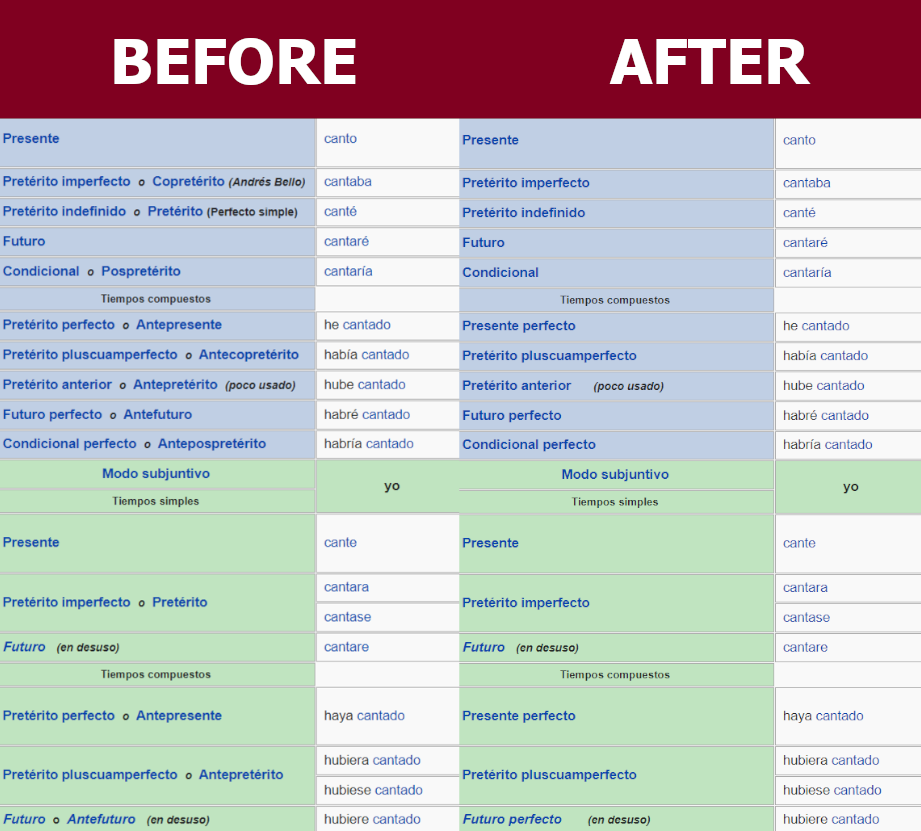 BEFORE AFTER
Presente canto Presente canto
Pretérito imperfecto o Copretérito (Andrés Bello) cantaba Pretérito imperfecto cantaba
Pretérito indefinido o Pretérito (Perfecto simple) canté Pretérito indefinido canté
Futuro cantaré Futuro cantaré
Condicional o Pospretérito cantaría Condicional cantaría
Tiempos compuestos Tiempos compuestos
Pretérito perfecto o Antepresente he cantado Presente perfecto he cantado
Pretérito pluscuamperfecto o Antecopretérito había cantado Pretérito pluscuamperfecto había cantado
Pretérito anterior o Antepretérito (poco usado) hube cantado Pretérito anterior (poco usado) hube cantado
Futuro perfecto o Antefuturo habré cantado Futuro perfecto habré cantado
Condicional perfecto o Antepospretérito habría cantado Condicional perfecto habría cantado
Modo subjuntivo yo Modo subjuntivo yo
Tiempos simples Tiempos simples
Presente cante Presente cante
cantara cantara
Pretérito imperfecto o Pretérito Pretérito imperfecto
cantase cantase
Futuro (en desuso) cantare Futuro (en desuso) cantare
Tiempos compuestos Tiempos compuestos
Pretérito perfecto o Antepresente haya cantado Presente perfecto haya cantado
hubiera cantado hubiera cantado
Pretérito pluscuamperfecto o Antepretérito Pretérito pluscuamperfecto
hubiese cantado hubiese cantado
Futuro o Antefuturo (en desuso) hubiere cantado Futuro perfecto (en desuso) hubiere cantado